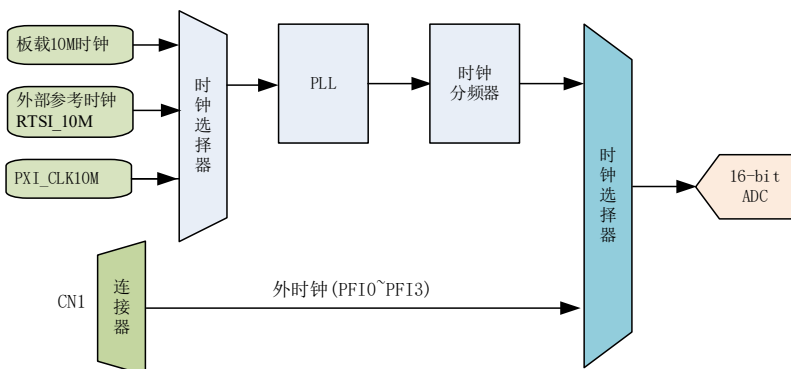 板载10M时钟
外部参考时钟
RTSI_10M
PXI_CLK10M
时钟选择器
PLL
时钟
分频器
时钟选择器
16-bit
ADC
CN1
连接器
外时钟(PFI0~PFI3)